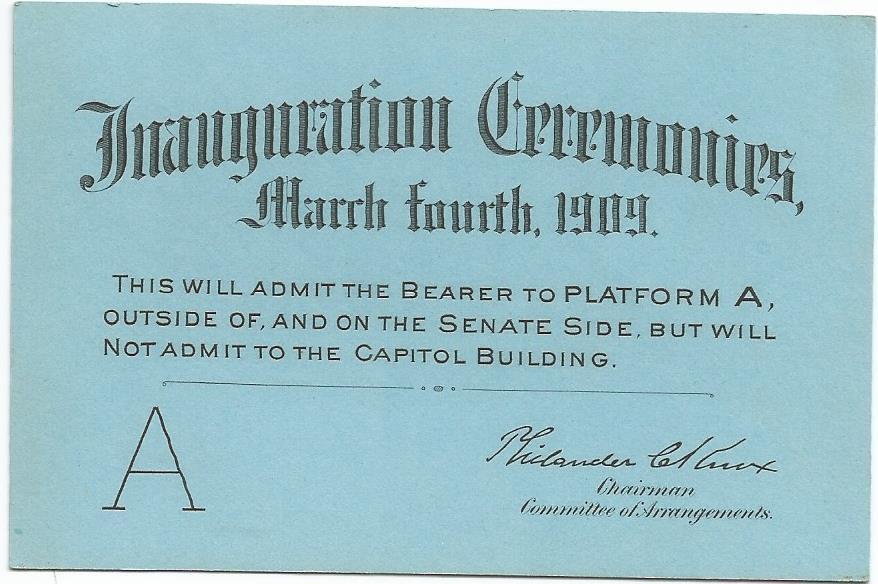 Inauguration Ceremonies,
March fourth, 1909.
THIS WILL ADMIT THE BEARER TO PLATFORM A,
OUTSIDE OF, AND ON THE SENATE SIDE, BUT WILL
NOT ADMIT TO THE CAPITOL BUILDING.
A
Philander C Knox
Chairman
Committee of Arrangements.